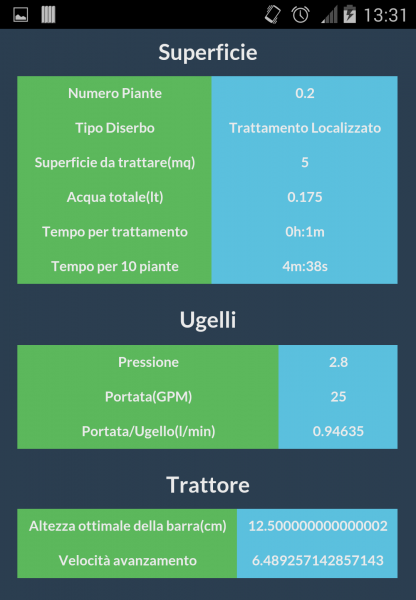 13:31
Superficie
Numero Piante 0.2
Tipo Diserbo Trattamento Localizzato
Superficie da trattare(mq) 5
Acqua totale(lt) 0.175
Tempo per trattamento 0h:1m
Tempo per 10 piante 4m:38s
Ugelli
Pressione 2.8
Portata(GPM) 25
Portata/Ugello(l/min) 0.94635
Trattore
Altezza ottimale della barra(cm) 12.500000000000002
Velocità avanzamento 6.489257142857143